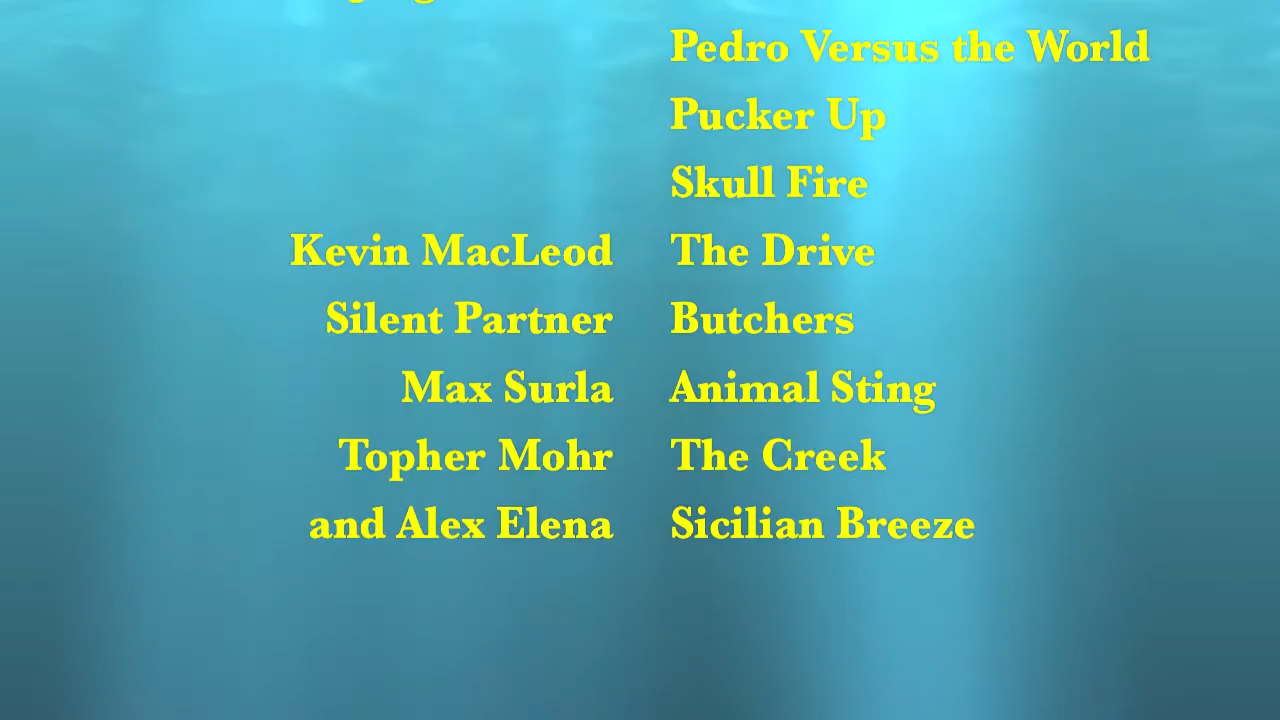 Pedro Versus the World
Pucker Up
Skull Fire
Kevin MacLeod The Drive
Silent Partner Butchers
Max Surla Animal Sting
Topher Mohr The Creek
and Alex Elena Sicilian Breeze